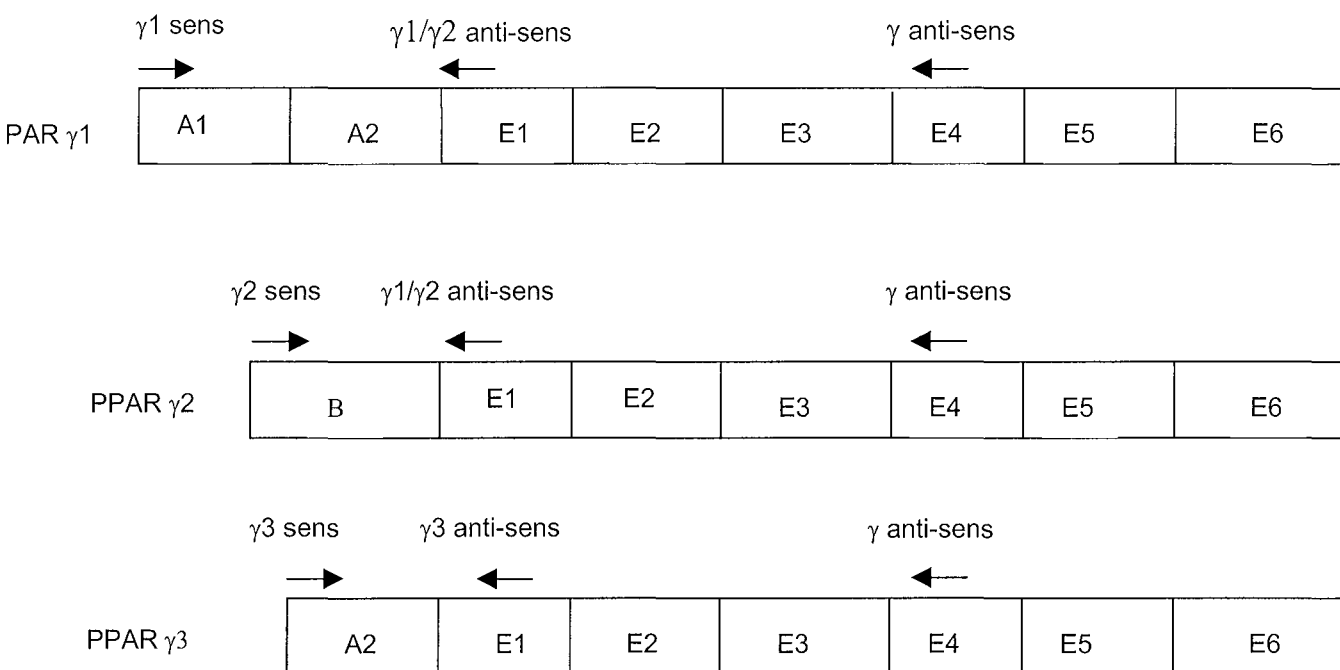 γ1 sens
γ1/γ2 anti-sens
γ anti-sens
PAR γ1
A1 A2 E1 E2 E3 E4 E5 E6
γ2 sens
γ1/γ2 anti-sens
γ anti-sens
PPAR γ2
B E1 E2 E3 E4 E5 E6
γ3 sens
γ3 anti-sens
γ anti-sens
PPAR γ3
A2 E1 E2 E3 E4 E5 E6